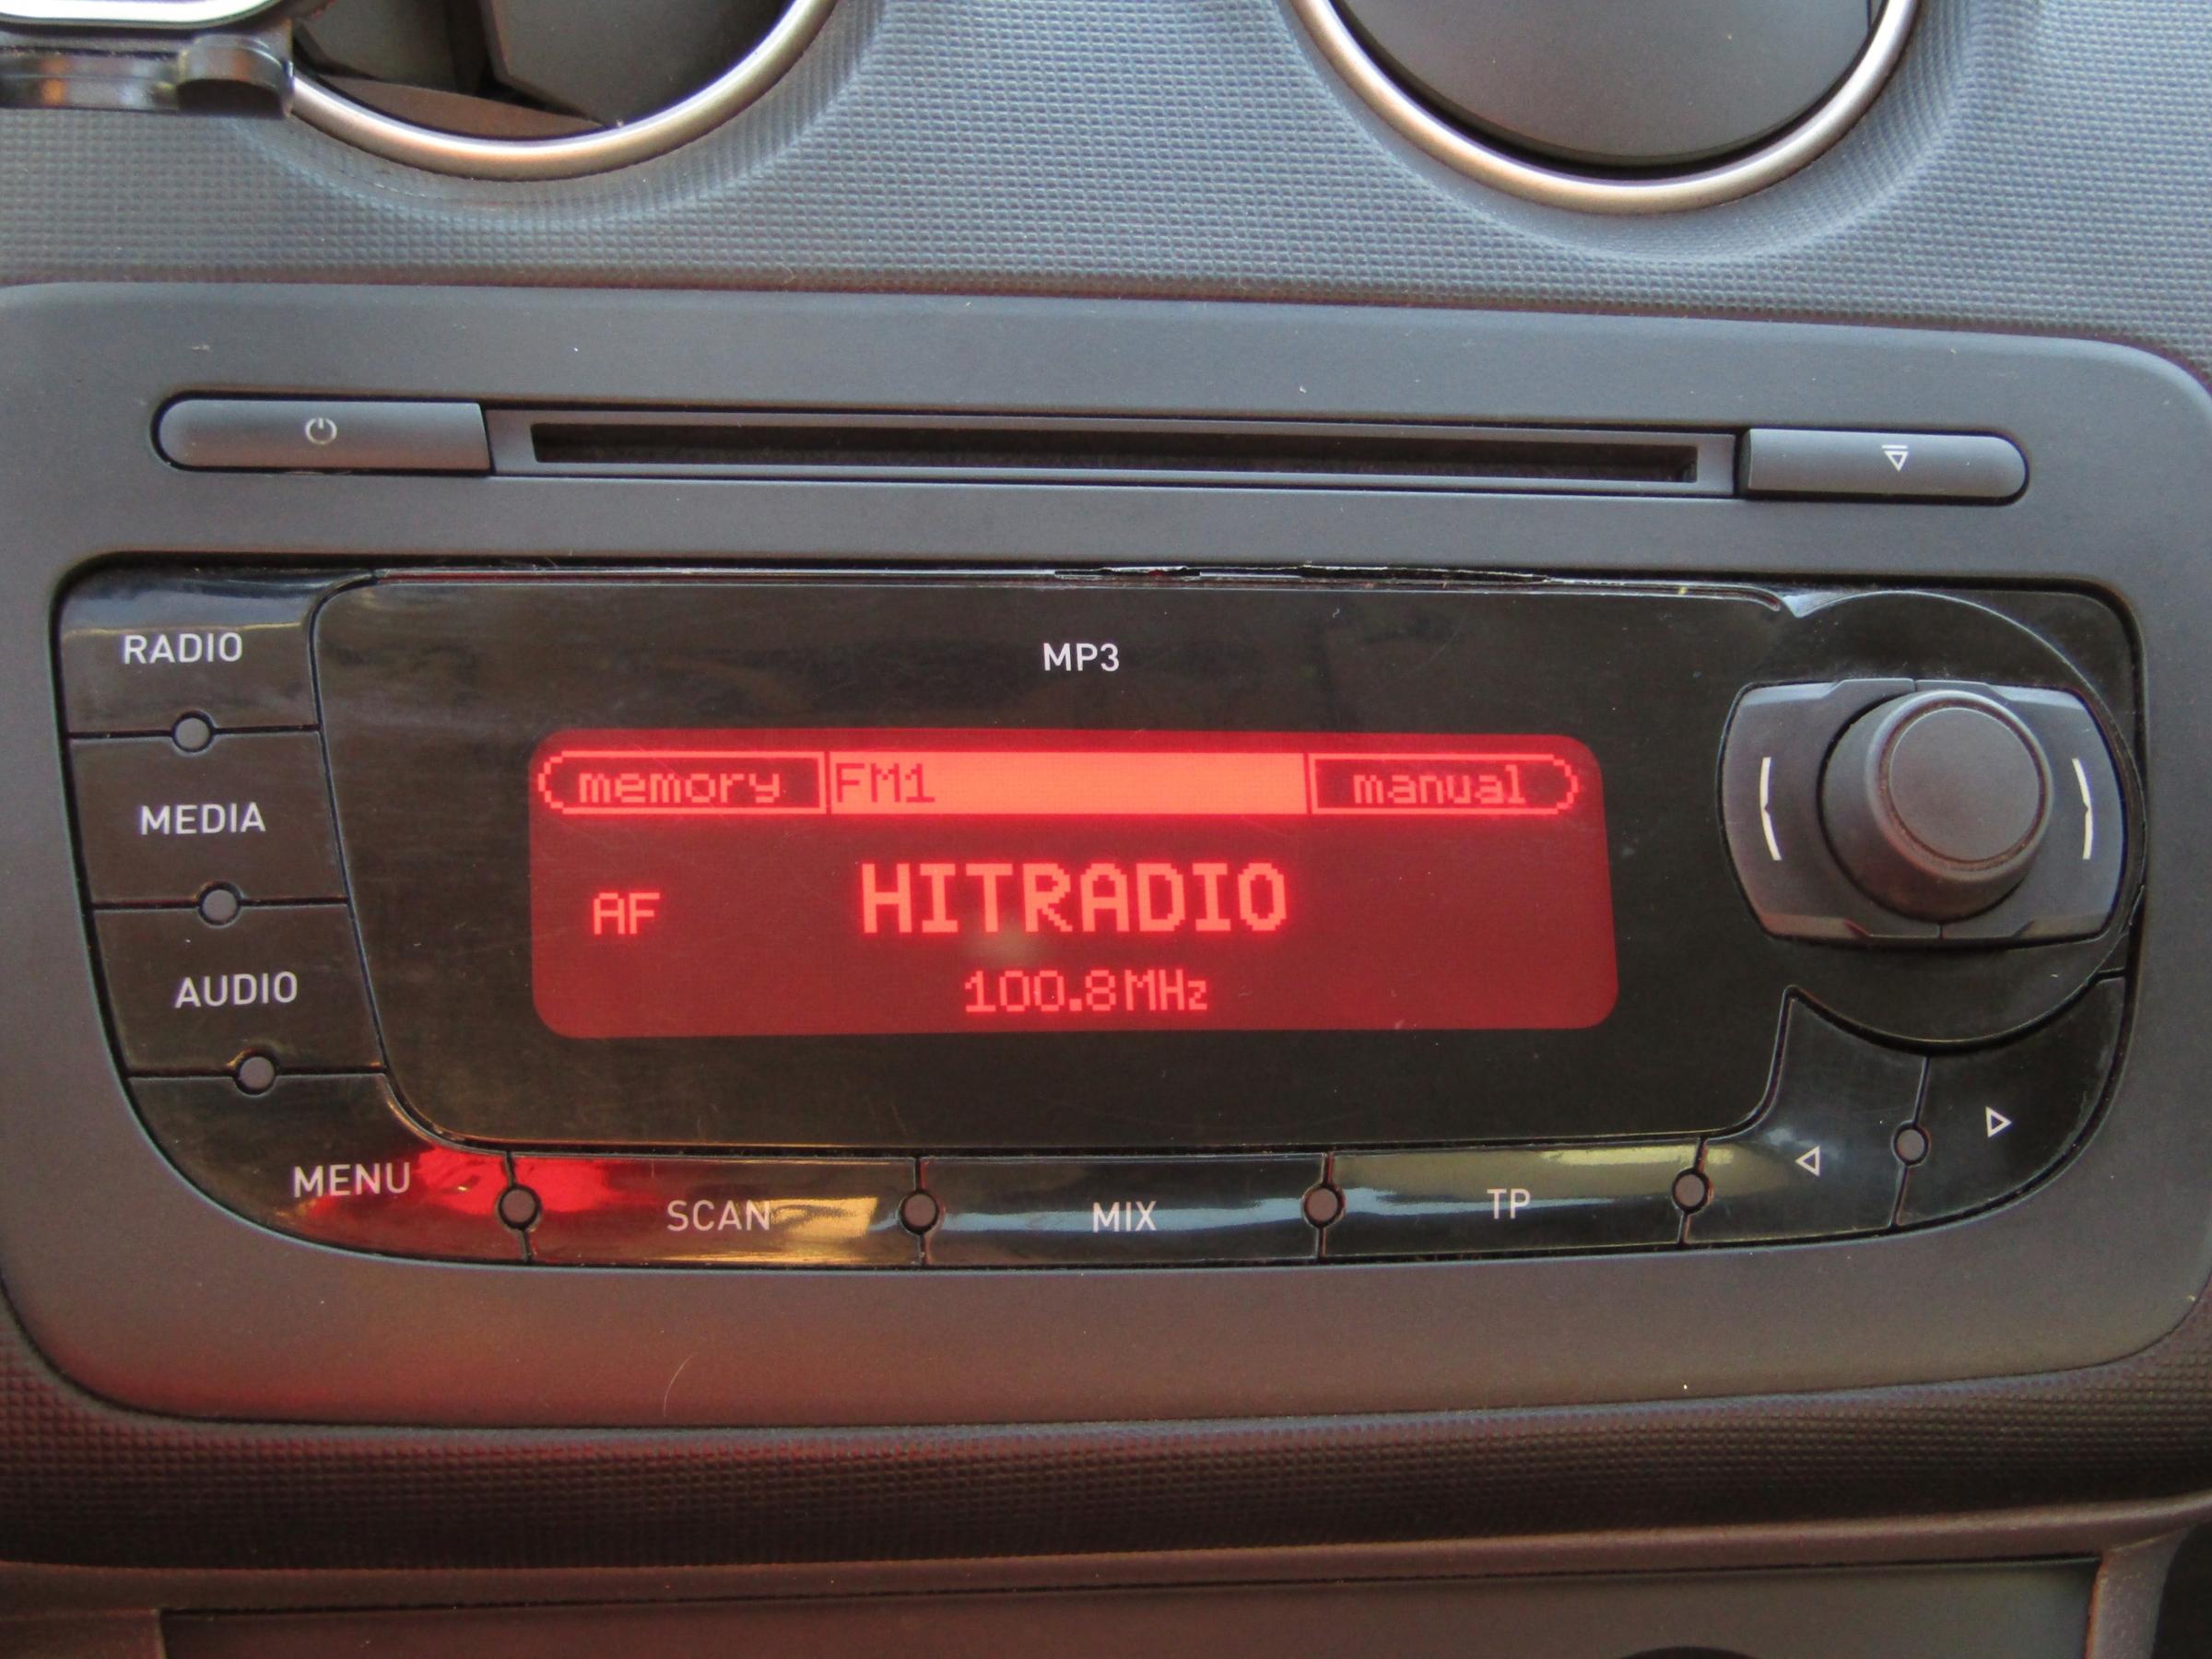 MP3
RADIO
MEDIA
AUDIO
MENU
memory FM1 manual
AF HITRADIO
100.8MHz
SCAN MIX TP